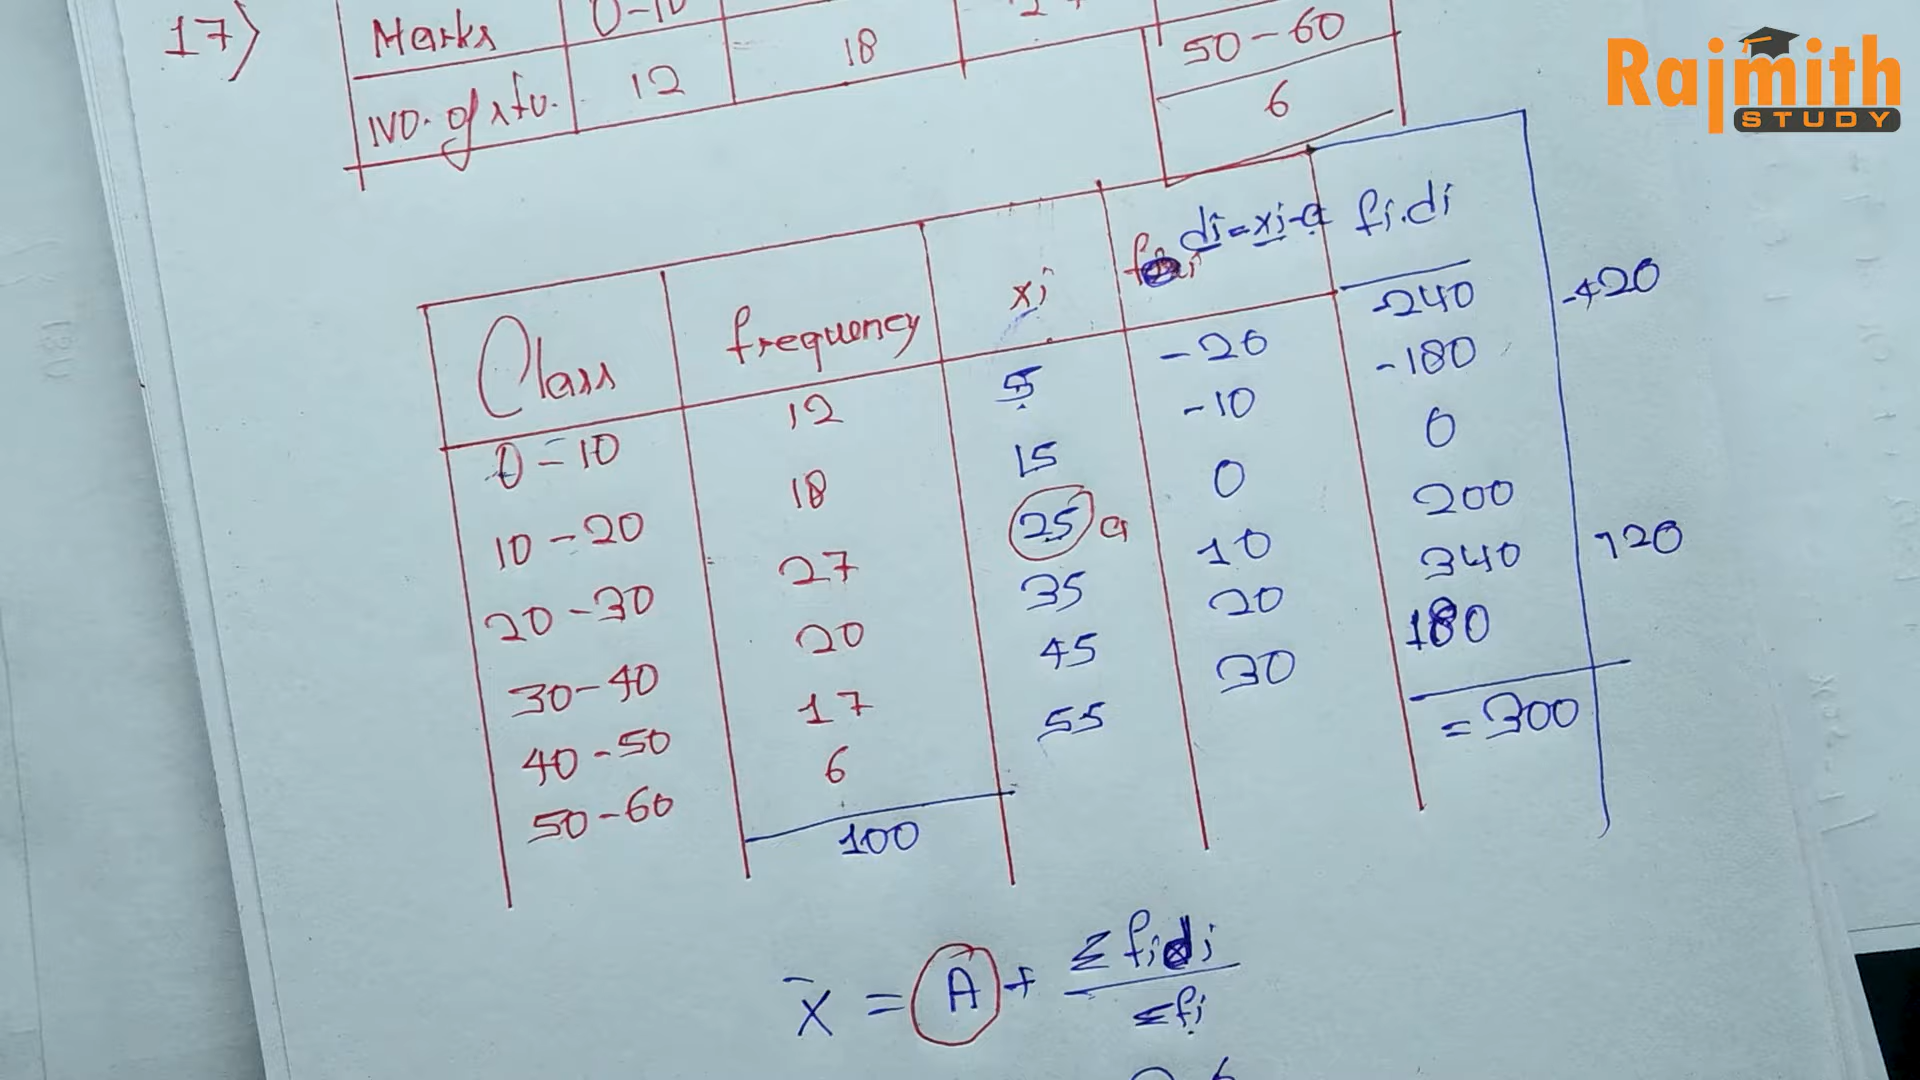 17)
Marks 0-10
50-60
No. of stu. 12 18 6
Rajmith
STUDY
Class frequency xi di=xi-a fi.di
0-10 12 5 -20 -240
10-20 18 15 -10 -180
20-30 27 25 a 0 0
30-40 20 35 10 200
40-50 17 45 20 340
50-60 6 55 30 180
100 =300
-420
720
x̄ = A + Σfidi
Σfi